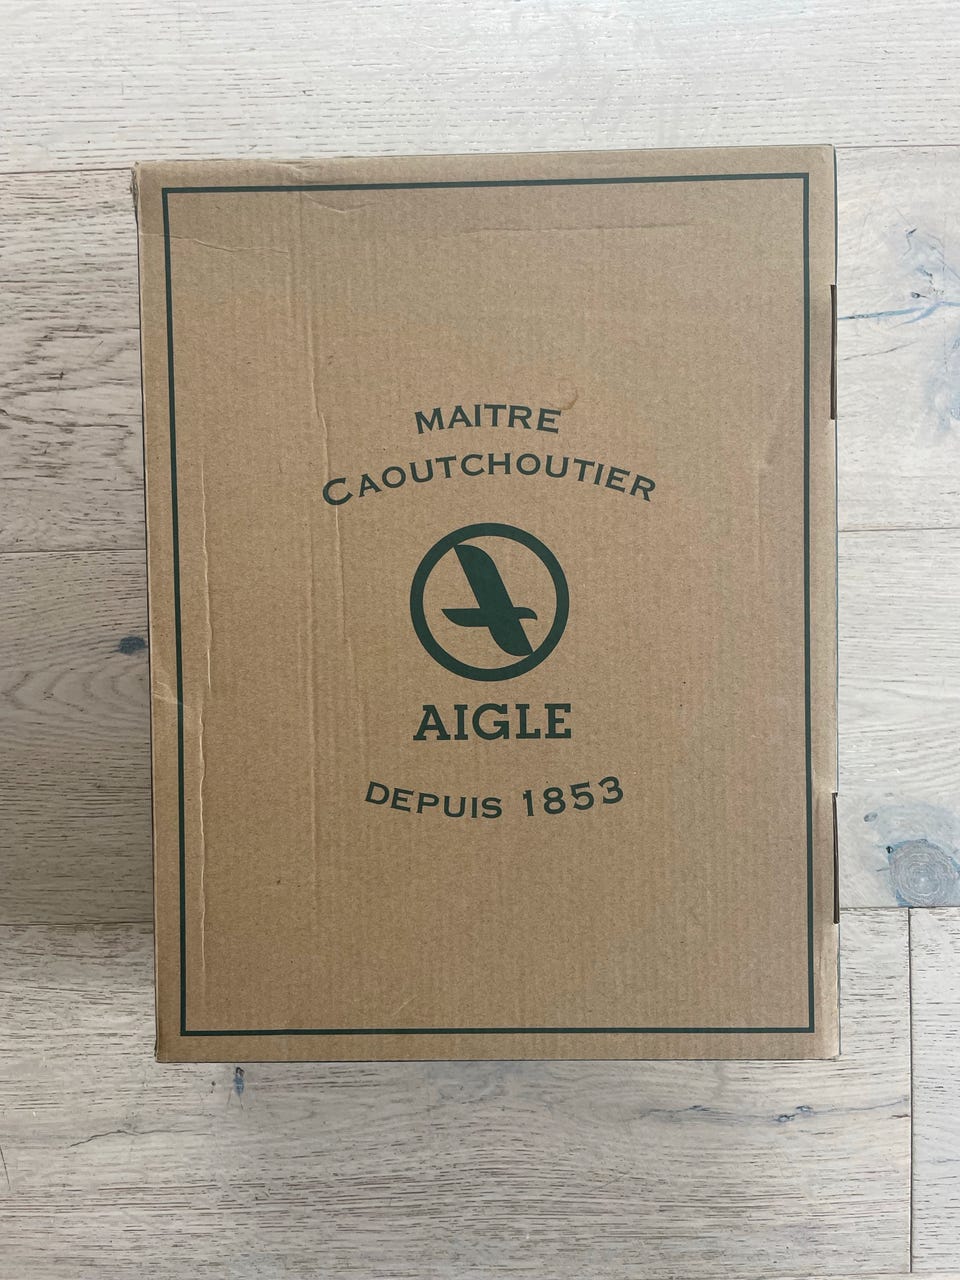 MAITRE
CAOUTCHOUTIER
AIGLE
DEPUIS 1853